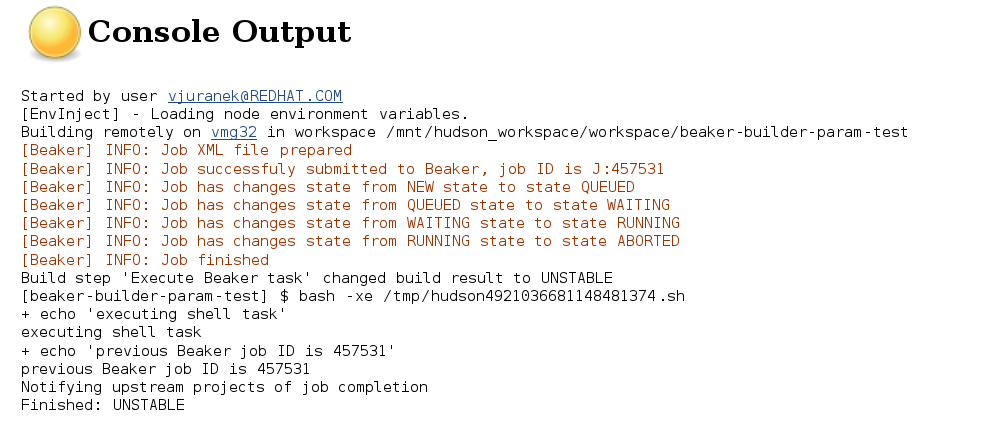 Console Output
Started by user vjuranek@REDHAT.COM
[EnvInject] - Loading node environment variables.
Building remotely on vmg32 in workspace /mnt/hudson_workspace/workspace/beaker-builder-param-test
[Beaker] INFO: Job XML file prepared
[Beaker] INFO: Job successfuly submitted to Beaker, job ID is J:457531
[Beaker] INFO: Job has changes state from NEW state to state QUEUED
[Beaker] INFO: Job has changes state from QUEUED state to state WAITING
[Beaker] INFO: Job has changes state from WAITING state to state RUNNING
[Beaker] INFO: Job has changes state from RUNNING state to state ABORTED
[Beaker] INFO: Job finished
Build step 'Execute Beaker task' changed build result to UNSTABLE
[beaker-builder-param-test] $ bash -xe /tmp/hudson4921036681148481374.sh
+ echo 'executing shell task'
executing shell task
+ echo 'previous Beaker job ID is 457531'
previous Beaker job ID is 457531
Notifying upstream projects of job completion
Finished: UNSTABLE